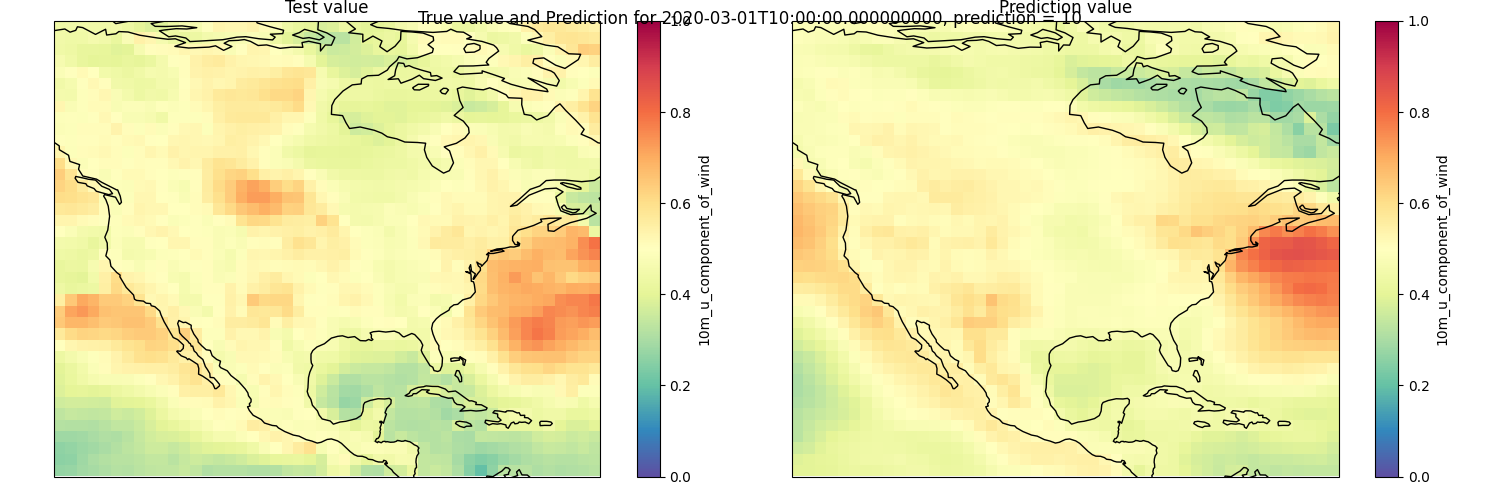 True value and Prediction for 2020-03-01T10:00:00.000000000, prediction = 10
Test value
Prediction value
1.0
0.8
0.6
0.4
0.2
0.0
10m_u_component_of_wind
1.0
0.8
0.6
0.4
0.2
0.0
10m_u_component_of_wind